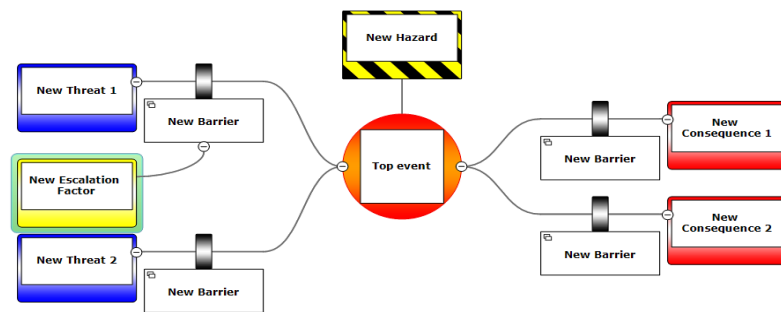 New Hazard
New Threat 1
New Barrier
New Escalation
Factor
New Threat 2
New Barrier
Top event
New
Consequence 1
New Barrier
New
Consequence 2
New Barrier